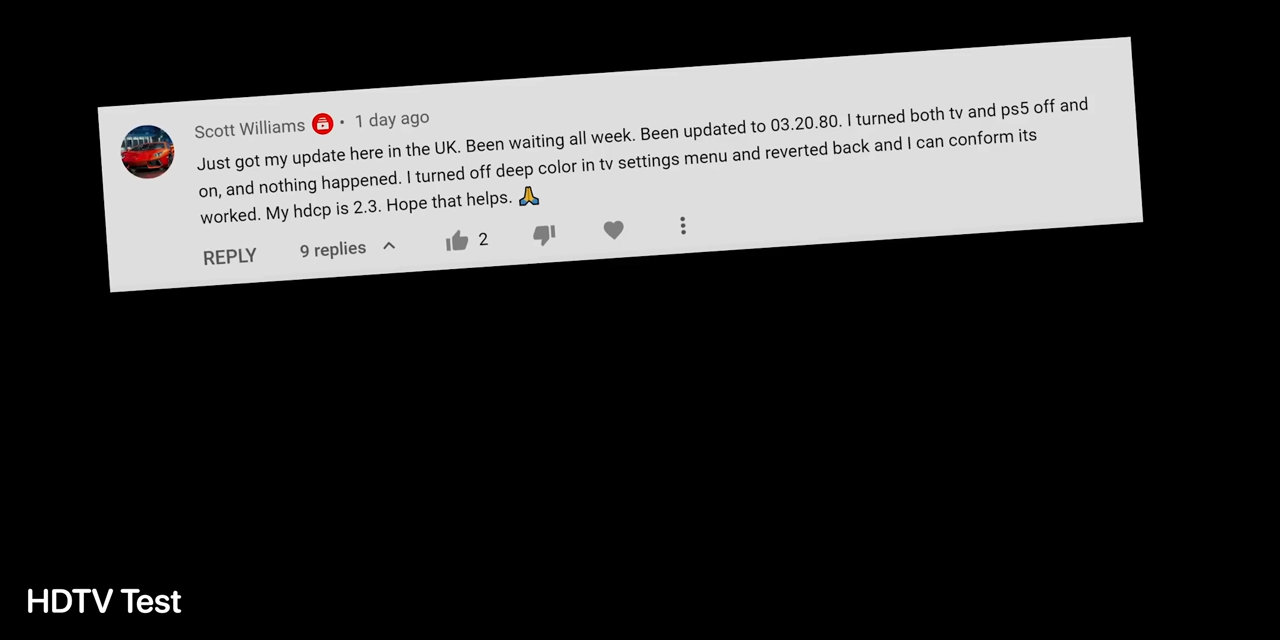 Scott Williams • 1 day ago
Just got my update here in the UK. Been waiting all week. Been updated to 03.20.80. I turned both tv and ps5 off and
on, and nothing happened. I turned off deep color in tv settings menu and reverted back and I can conform its
worked. My hdcp is 2.3. Hope that helps. 🙏
REPLY 9 replies 2
HDTV Test